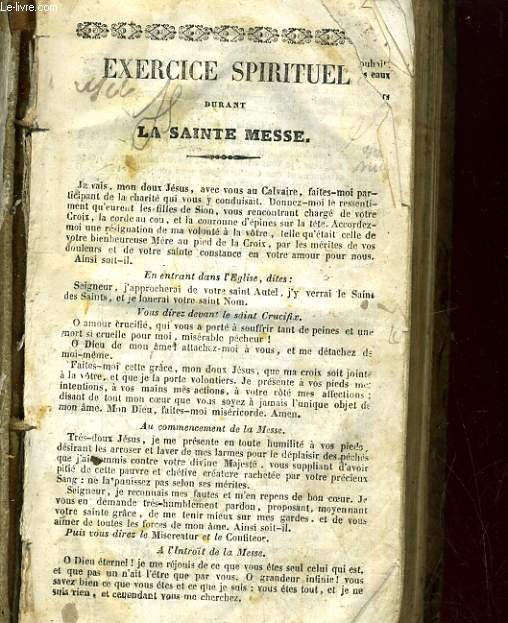 Le-livre.com
EXERCICE SPIRITUEL
DURANT
LA SAINTE MESSE.
Je vais, mon doux Jésus, avec vous au Calvaire, faites-moi par-
ticipant de la charité qui vous y conduisait. Donnez-moi le ressenti-
ment qu'eurent les filles de Sion, vous rencontrant chargé de votre
Croix, la corde au cou, et la couronne d'épines sur la tête. Accordez-
moi une résignation de ma volonté à la vôtre, telle qu'était celle de
votre bienheureuse Mère au pied de la Croix, par les mérites de vos
douleurs et de votre sainte constance en votre amour pour nous.
Ainsi soit-il.
En entrant dans l'Eglise, dites:
Seigneur, j'approcherai de votre saint Autel, j'y verrai le Saint
des Saints, et je louerai votre saint Nom.
Vous direz devant le saint Crucifix.
O amour crucifié, qui vous a porté à souffrir tant de peines et une
mort si cruelle pour moi, misérable pécheur !
O Dieu de mon âme! attachez-moi à vous, et me détachez de
moi-même.
Faites-moi cette grâce, mon doux Jésus, que ma croix soit jointe
à la vôtre, et que je la porte volontiers. Je présente à vos pieds mes
intentions, à vos mains mes actions, à votre côté mes affections;
disant de tout mon cœur que vous soyez à jamais l'unique objet de
mon âme. Mon Dieu, faites-moi miséricorde. Amen.
Au commencement de la Messe.
Très-doux Jésus, je me présente en toute humilité à vos pieds,
désirant les arroser et laver de mes larmes pour le déplaisir des péchés
que j'ai commis contre votre divine Majesté, vous suppliant d'avoir
pitié de cette pauvre et chétive créature rachetée par votre précieux
Sang: ne la punissez pas selon ses mérites.
Seigneur, je reconnais mes fautes et m'en repens de bon cœur. Je
vous en demande très-humblement pardon, proposant, moyennant
votre sainte grâce, de me tenir mieux sur mes gardes, et de vous
aimer de toutes les forces de mon âme. Ainsi soit-il.
Puis vous direz le Misereatur et le Confiteor.
A l'Introït de la Messe.
O Dieu éternel! je me réjouis de ce que vous êtes seul celui qui est,
et que pas un n'ait l'être que par vous. O grandeur infinie! vous
savez bien ce que vous êtes et ce que je suis: vous êtes tout, et je ne
suis rien, et cependant vous me cherchez.
eaux